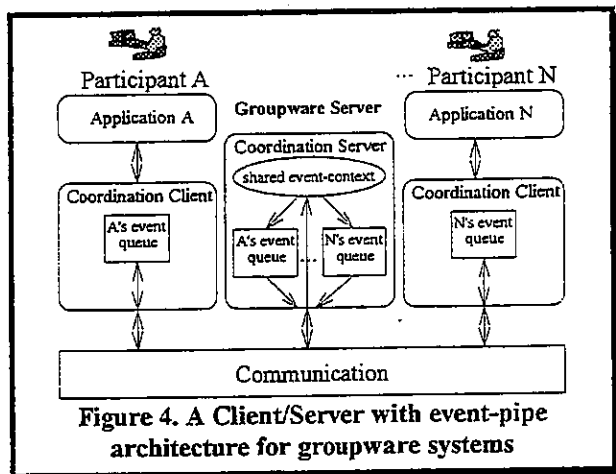 Participant A
... Participant N
Application A
Groupware Server
Application N
Coordination Server
shared event-context
Coordination Client
A's event
queue
A's event
queue
...
N's event
queue
Coordination Client
N's event
queue
Communication
Figure 4. A Client/Server with event-pipe
architecture for groupware systems